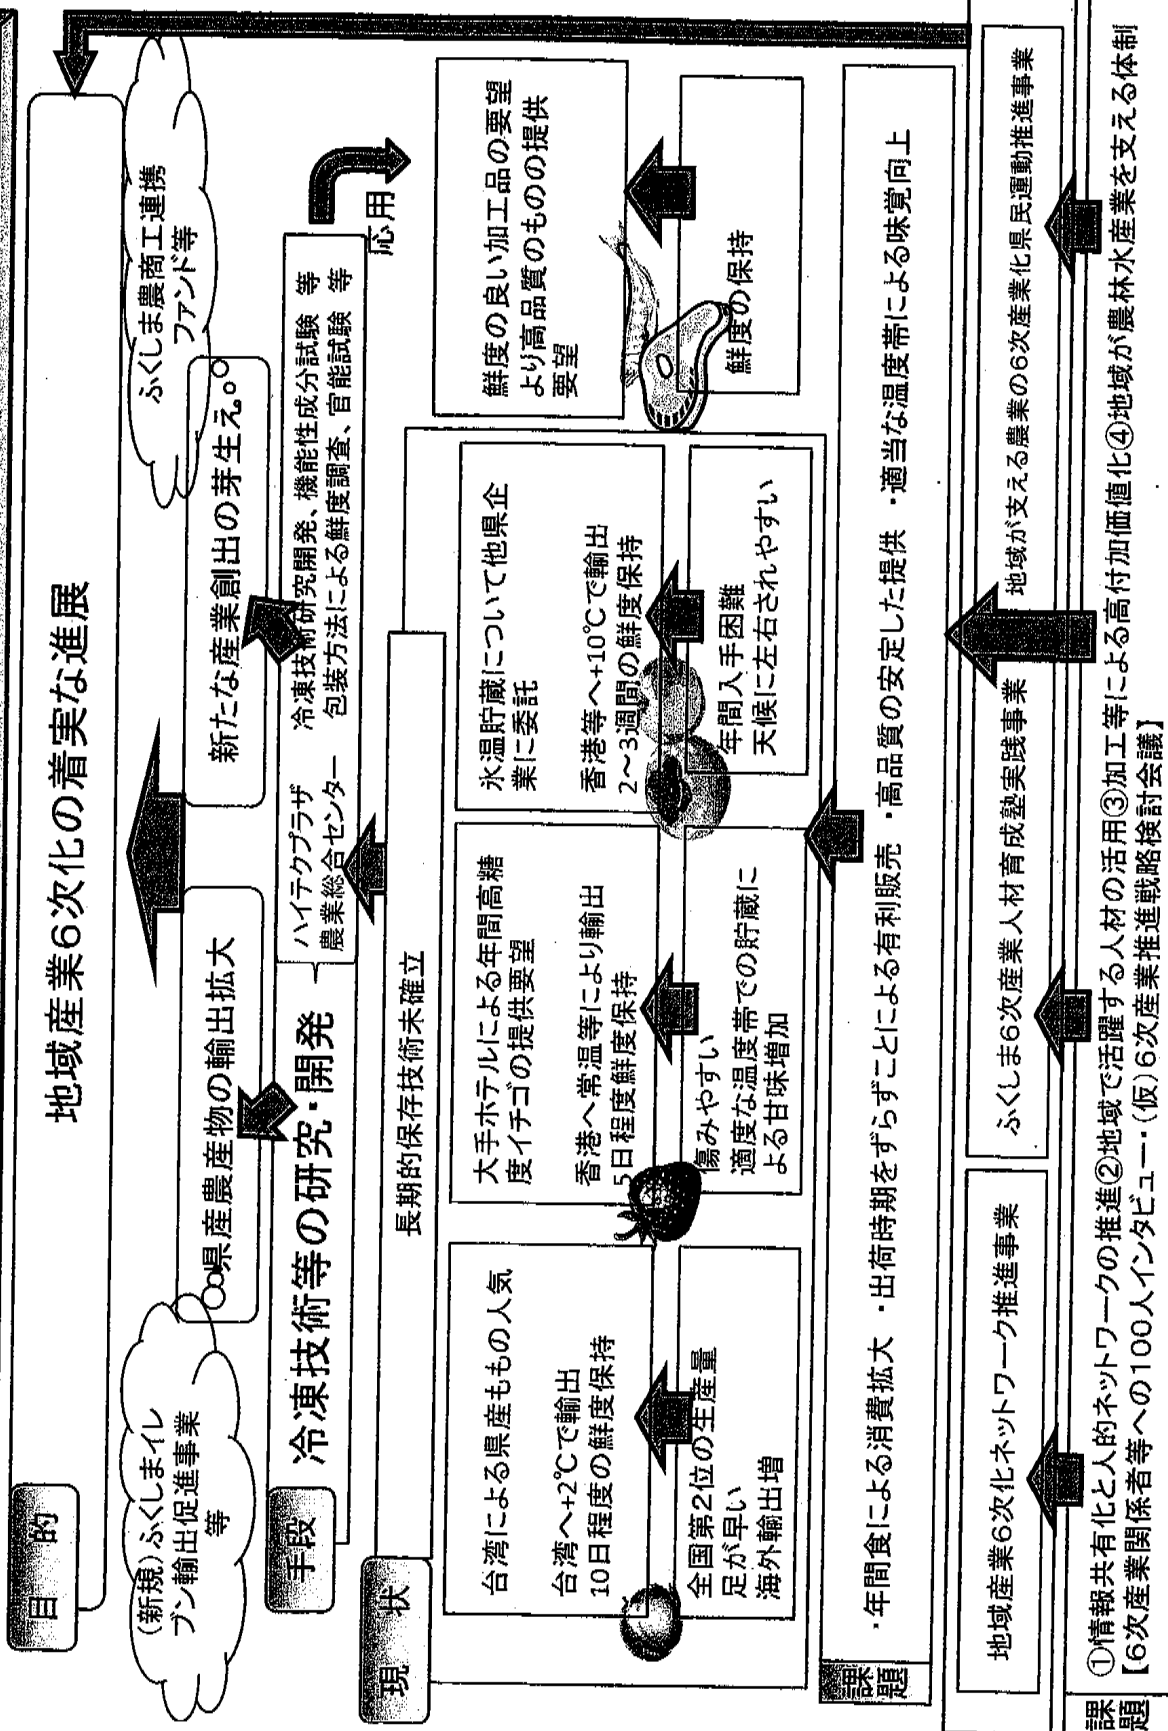 目的
地域産業6次化の着実な進展
(新規)ふくしまイレ
ブン輸出促進事業
等
県産農産物の輸出拡大
新たな産業創出の芽生え。
ふくしま農商工連携
ファンド等
手段
冷凍技術等の研究・開発
ハイテクプラザ 冷凍技術研究開発、機能性成分試験 等
農業総合センター 包装方法による鮮度調査、官能試験 等
応用
現状
長期的保存技術未確立
台湾による県産ももの人気
台湾へ+2℃で輸出
10日程度の鮮度保持
全国第2位の生産量
足が早い
海外輸出増
大手ホテルによる年間高糖
度イチゴの提供要望
香港へ常温等により輸出
5日程度鮮度保持
傷みやすい
適度な温度帯での貯蔵に
よる甘味増加
氷温貯蔵について他県企
業に委託
香港等へ+10℃で輸出
2～3週間の鮮度保持
年間入手困難
天候に左右されやすい
鮮度の良い加工品の要望
より高品質のものの提供
要望
鮮度の保持
課題
・年間食による消費拡大 ・出荷時期をずらすことによる有利販売 ・高品質の安定した提供 ・適当な温度帯による味覚向上
地域産業6次化ネットワーク推進事業
ふくしま6次産業人材育成塾実践事業
地域が支える農業の6次産業化県民運動推進事業
課題
①情報共有化と人的ネットワークの推進②地域で活躍する人材の活用③加工等による高付加価値化④地域が農林水産業を支える体制
【6次産業関係者等への100人インタビュー・(仮)6次産業推進戦略検討会議】